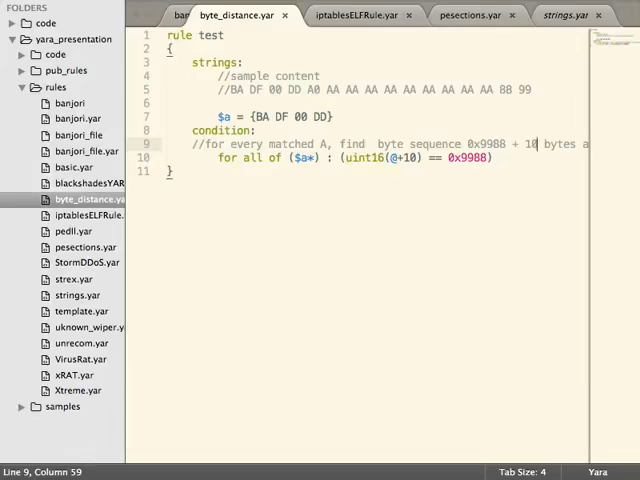 FOLDERS
code
yara_presentation
code
pub_rules
rules
banjori
banjori.yar
banjori_file
banjori_file.yar
basic.yar
blackshadesYAR
byte_distance.ya
iptablesELFRule.
pedll.yar
pesections.yar
StormDDoS.yar
strex.yar
strings.yar
template.yar
uknown_wiper.y
unrecom.yar
VirusRat.yar
xRAT.yar
Xtreme.yar
samples
ban
byte_distance.yar ×
iptablesELFRule.yar ×
pesections.yar ×
strings.yar ×
1 rule test
2 {
3 strings:
4 //sample content
5 //BA DF 00 DD A0 AA AA AA AA AA AA AA AA AA 88 99
6
7 $a = {BA DF 00 DD}
8 condition:
9 //for every matched A, find  byte sequence 0x9988 + 10 bytes a
10 for all of ($a*) : (uint16(@+10) == 0x9988)
11 }
Line 9, Column 59
Tab Size: 4
Yara